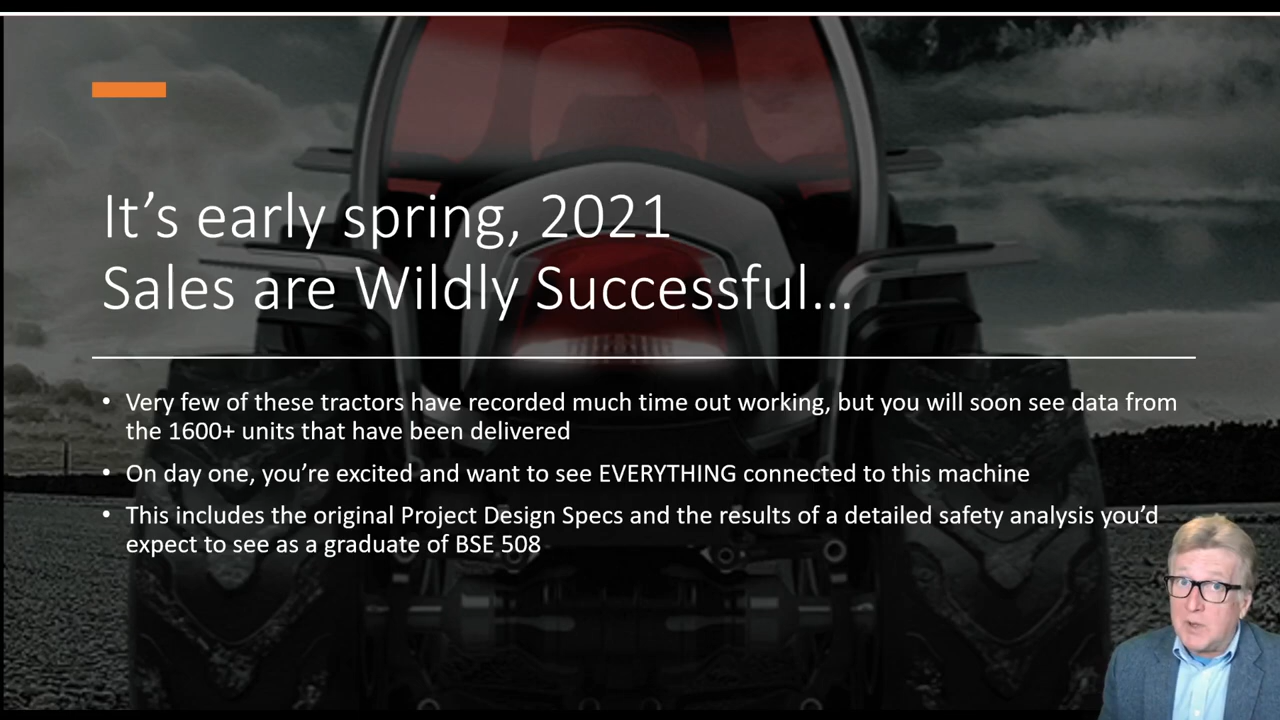 It’s early spring, 2021
Sales are Wildly Successful…
• Very few of these tractors have recorded much time out working, but you will soon see data from
the 1600+ units that have been delivered
• On day one, you’re excited and want to see EVERYTHING connected to this machine
• This includes the original Project Design Specs and the results of a detailed safety analysis you’d
expect to see as a graduate of BSE 508